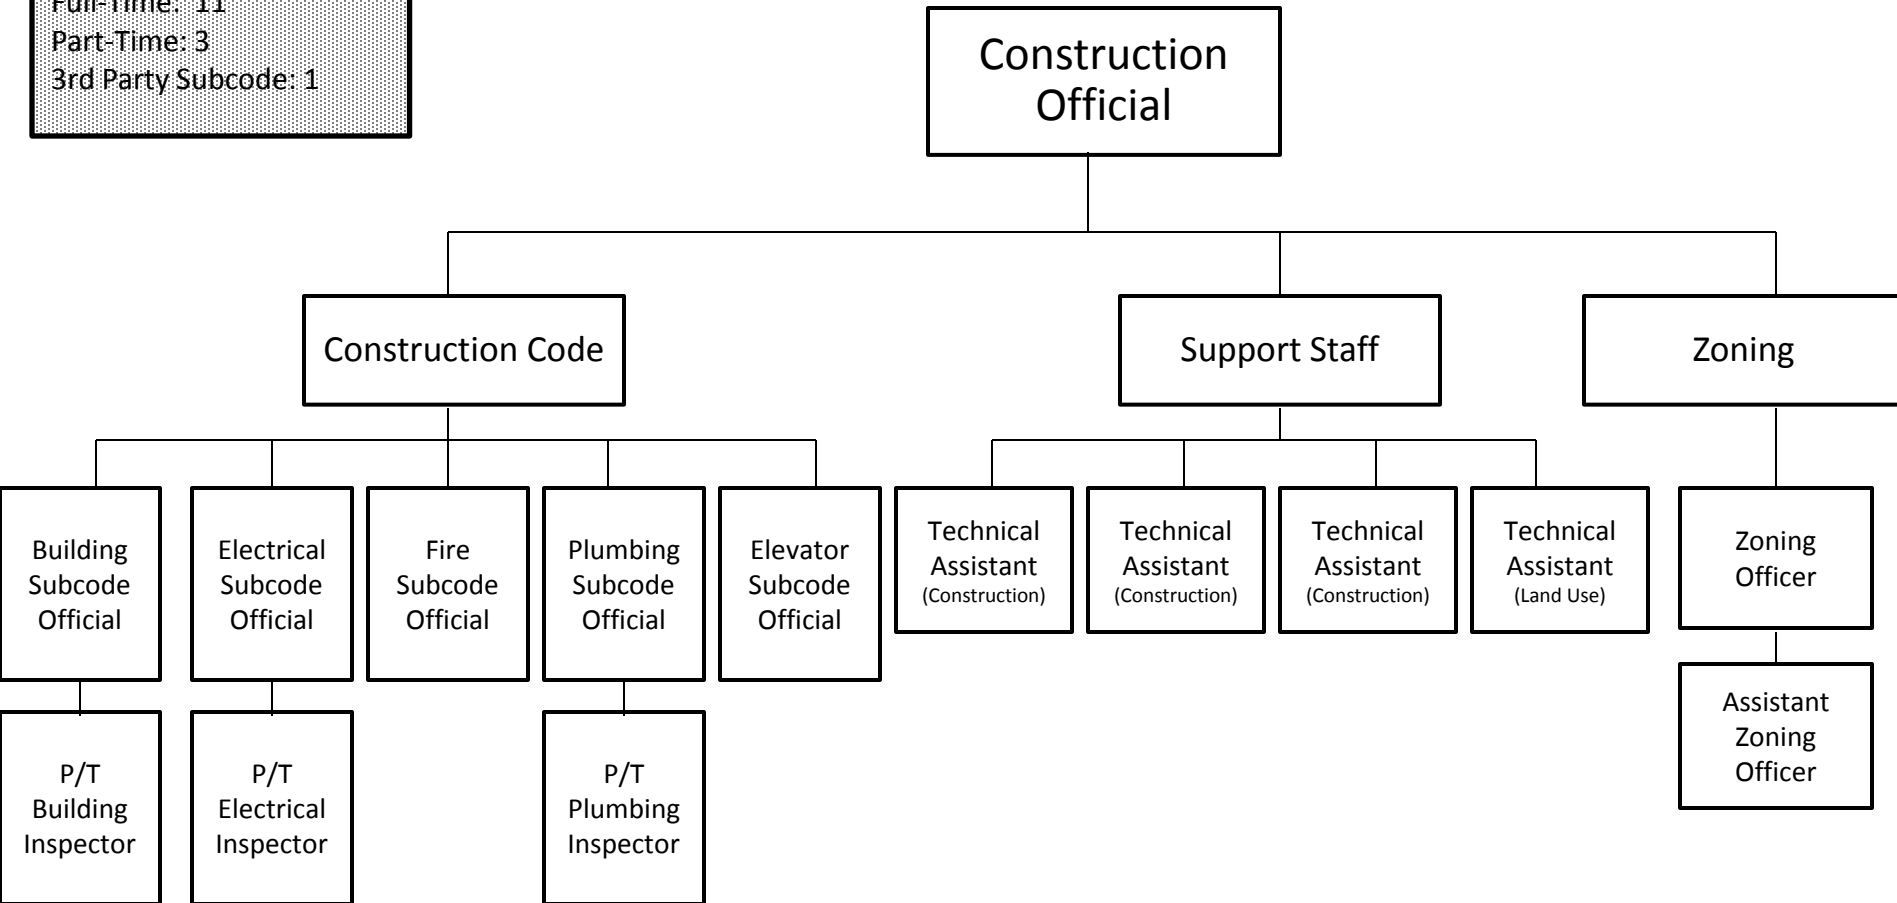 Full-Time: 11
Part-Time: 3
3rd Party Subcode: 1
Construction
Official
Construction Code
Support Staff
Zoning
Building
Subcode
Official
Electrical
Subcode
Official
Fire
Subcode
Official
Plumbing
Subcode
Official
Elevator
Subcode
Official
Technical
Assistant
(Construction)
Technical
Assistant
(Construction)
Technical
Assistant
(Construction)
Technical
Assistant
(Land Use)
Zoning
Officer
P/T
Building
Inspector
P/T
Electrical
Inspector
P/T
Plumbing
Inspector
Assistant
Zoning
Officer